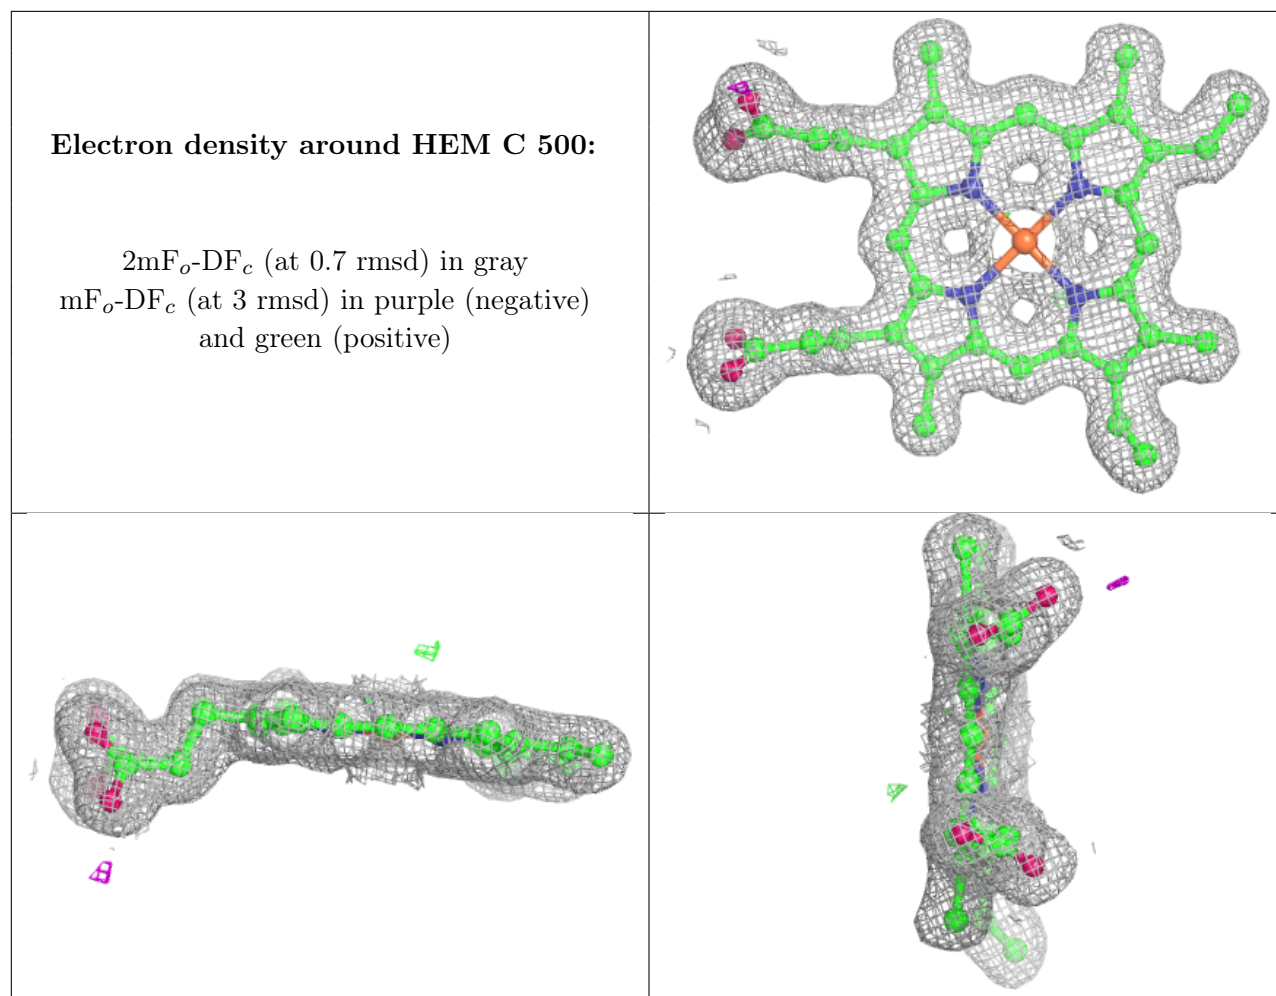 Electron density around HEM C 500:
2mFo-DFc (at 0.7 rmsd) in gray
mFo-DFc (at 3 rmsd) in purple (negative)
and green (positive)